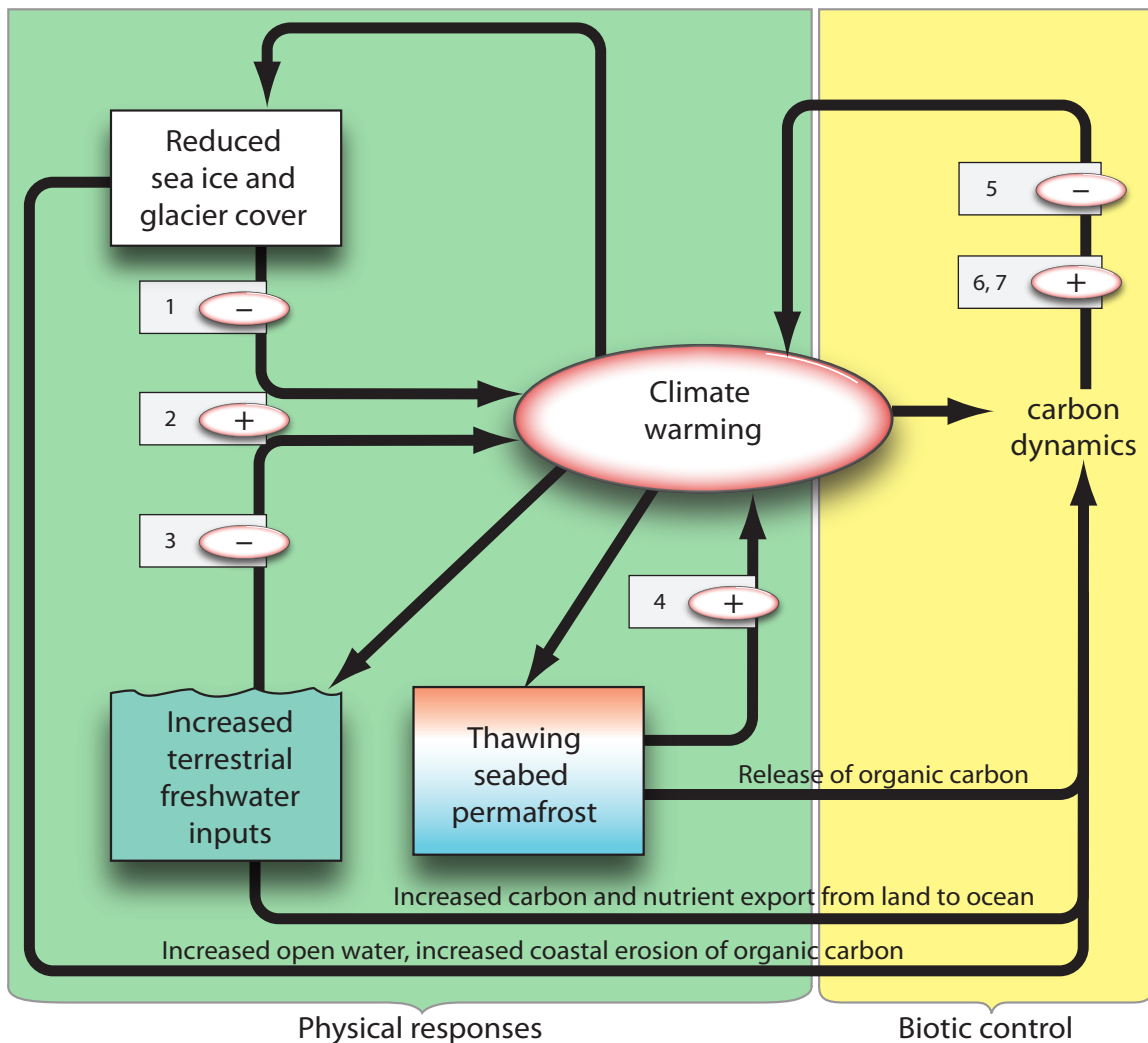 Reduced
sea ice and
glacier cover
5
–
6, 7
+
1
–
2
+
Climate
warming
carbon
dynamics
3
–
4
+
Increased
terrestrial
freshwater
inputs
Thawing
seabed
permafrost
Release of organic carbon
Increased carbon and nutrient export from land to ocean
Increased open water, increased coastal erosion of organic carbon
Physical responses
Biotic control